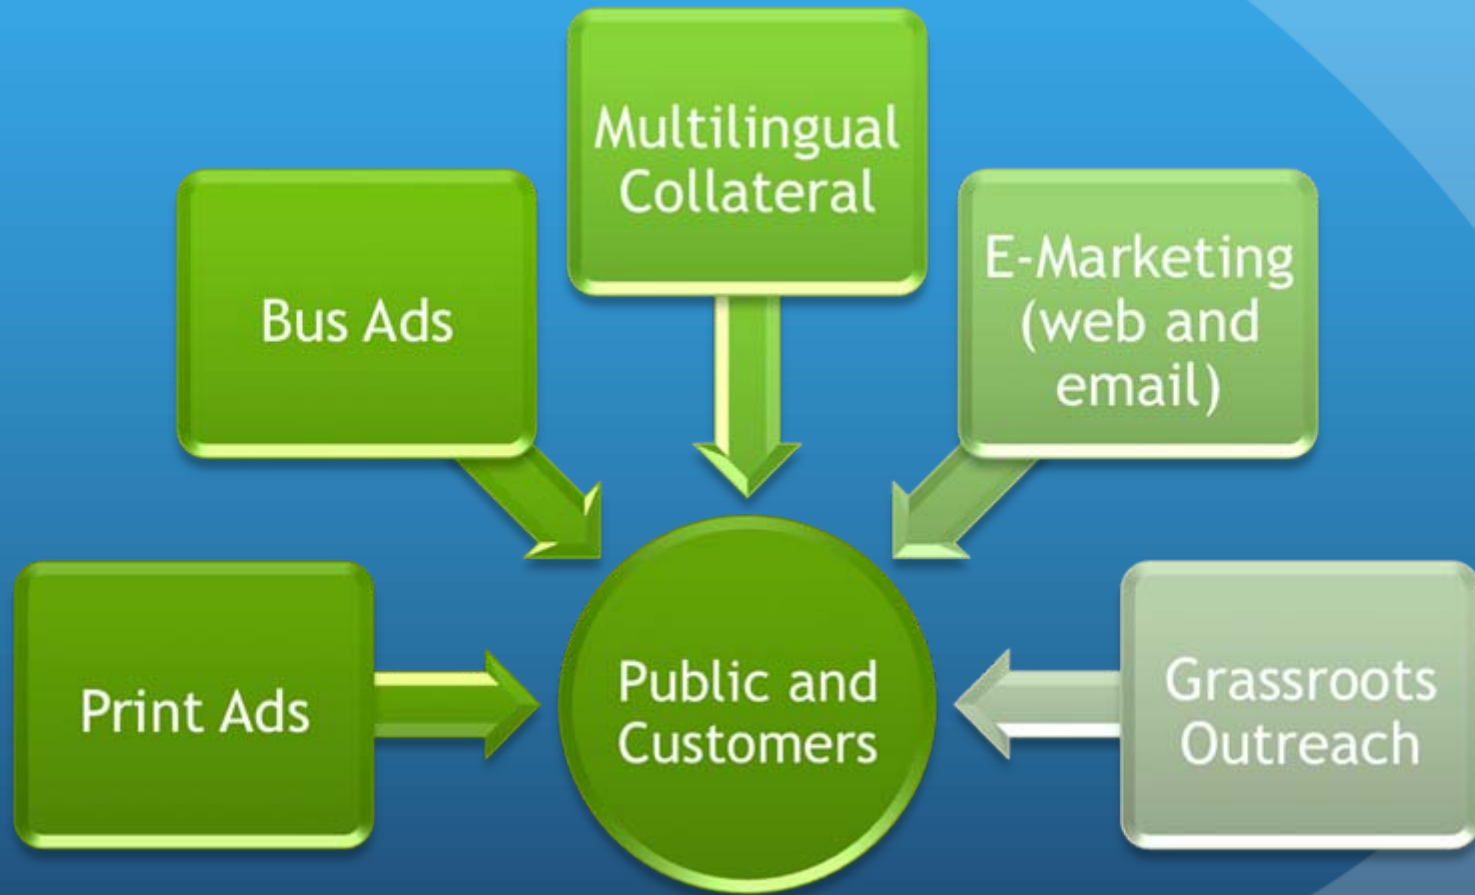 Multilingual
Collateral
Bus Ads
E-Marketing
(web and
email)
Print Ads
Public and
Customers
Grassroots
Outreach